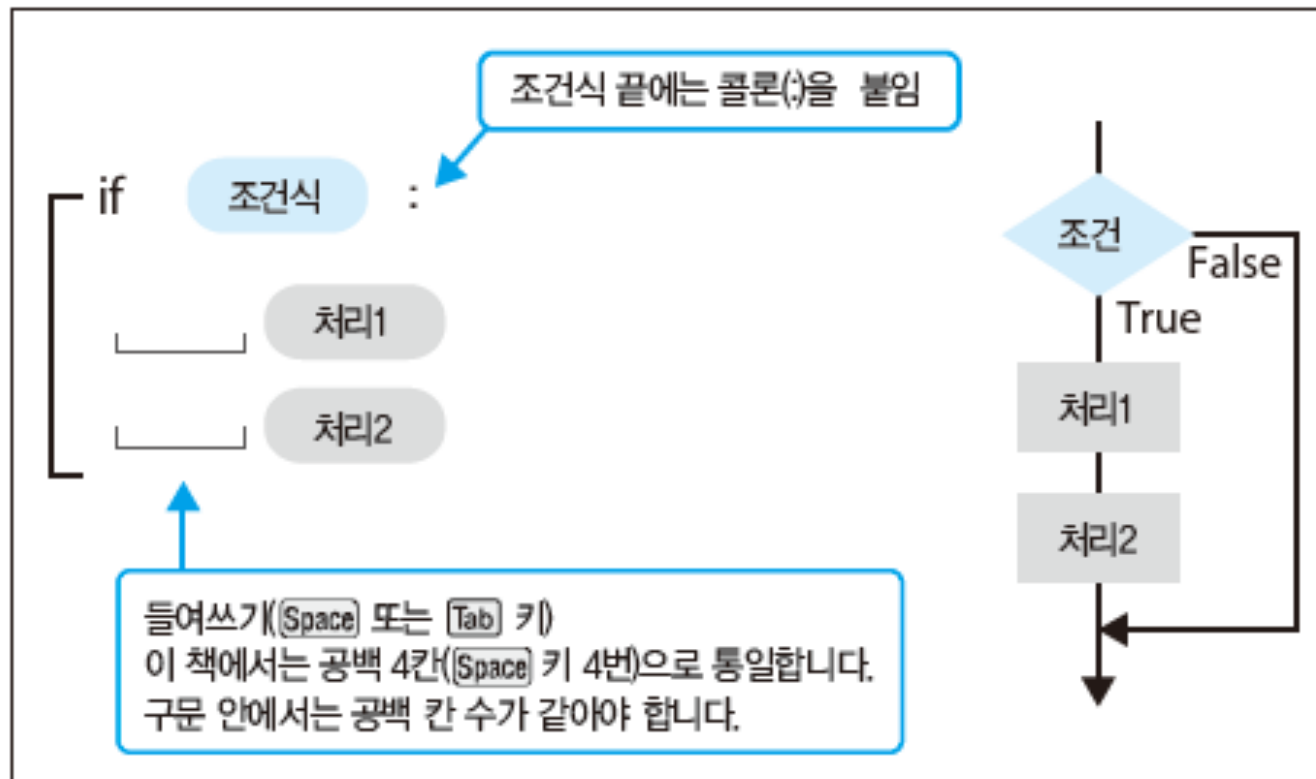 조건식 끝에는 콜론(:)을 붙임
if 조건식 :
처리1
처리2
들여쓰기(Space 또는 Tab 키)
이 책에서는 공백 4칸(Space 키 4번)으로 통일합니다.
구문 안에서는 공백 칸 수가 같아야 합니다.
조건
False
True
처리1
처리2